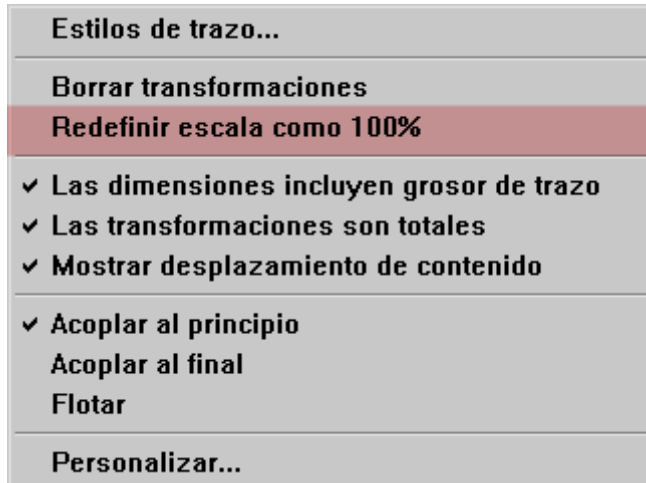 Estilos de trazo...
Borrar transformaciones
Redefinir escala como 100%
Las dimensiones incluyen grosor de trazo
Las transformaciones son totales
Mostrar desplazamiento de contenido
Acoplar al principio
Acoplar al final
Flotar
Personalizar...